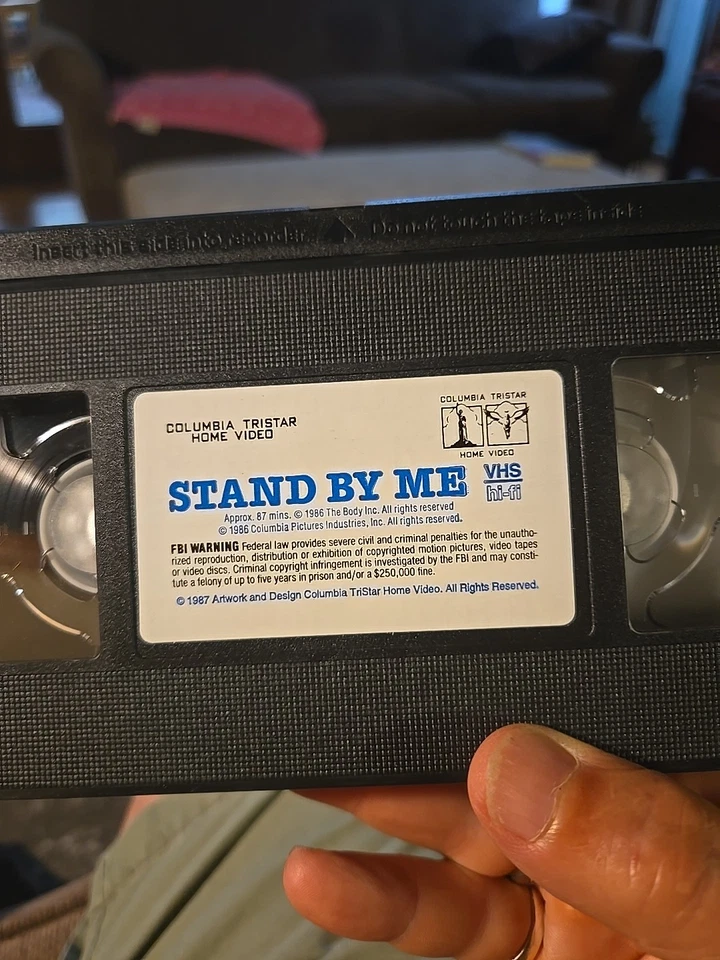 Insert this side into recorder
Do not touch the tape inside
COLUMBIA TRISTAR
HOME VIDEO
COLUMBIA TRISTAR
HOME VIDEO
STAND BY ME
VHS
hi-fi
Approx. 87 mins. © 1986 The Body Inc. All rights reserved
© 1986 Columbia Pictures Industries, Inc. All rights reserved.
FBI WARNING Federal law provides severe civil and criminal penalties for the unautho-
rized reproduction, distribution or exhibition of copyrighted motion pictures, video tapes
or video discs. Criminal copyright infringement is investigated by the FBI and may consti-
tute a felony of up to five years in prison and/or a $250,000 fine.
© 1987 Artwork and Design Columbia TriStar Home Video. All Rights Reserved.